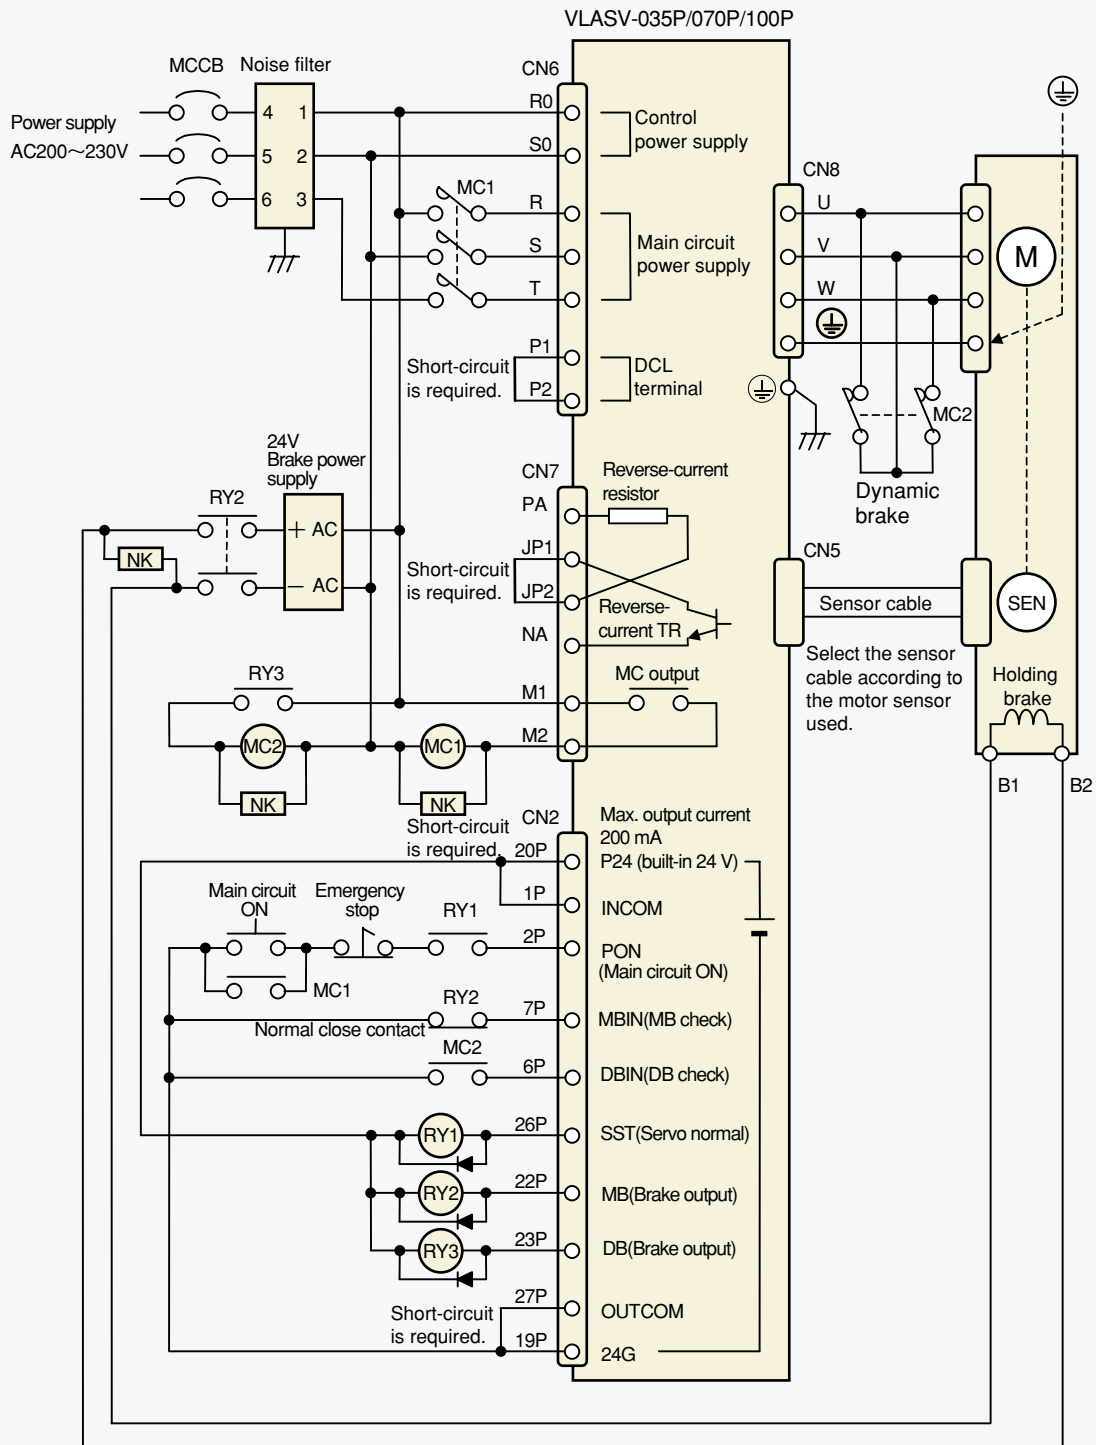 VLASV-035P/070P/100P
MCCB
Noise filter
Power supply
AC200〜230V
4 1
5 2
6 3
CN6
R0
S0
MC1
R
S
T
P1
P2
Short-circuit
is required.
Control
power supply
Main circuit
power supply
DCL
terminal
CN8
U
V
W
M
MC2
Dynamic
brake
24V
Brake power
supply
RY2
+ AC
− AC
NK
CN7
PA
JP1
JP2
NA
Short-circuit
is required.
Reverse-current
resistor
Reverse-
current TR
CN5
Sensor cable
SEN
Select the sensor
cable according to
the motor sensor
used.
Holding
brake
B1
B2
RY3
M1
MC output
MC2
MC1
M2
NK
NK
CN2
Short-circuit
is required.
Max. output current
200 mA
20P
P24 (built-in 24 V)
1P
INCOM
Main circuit
ON
Emergency
stop
RY1
2P
PON
(Main circuit ON)
MC1
RY2
7P
MBIN(MB check)
Normal close contact
MC2
6P
DBIN(DB check)
RY1
26P
SST(Servo normal)
RY2
22P
MB(Brake output)
RY3
23P
DB(Brake output)
27P
OUTCOM
Short-circuit
is required.
19P
24G